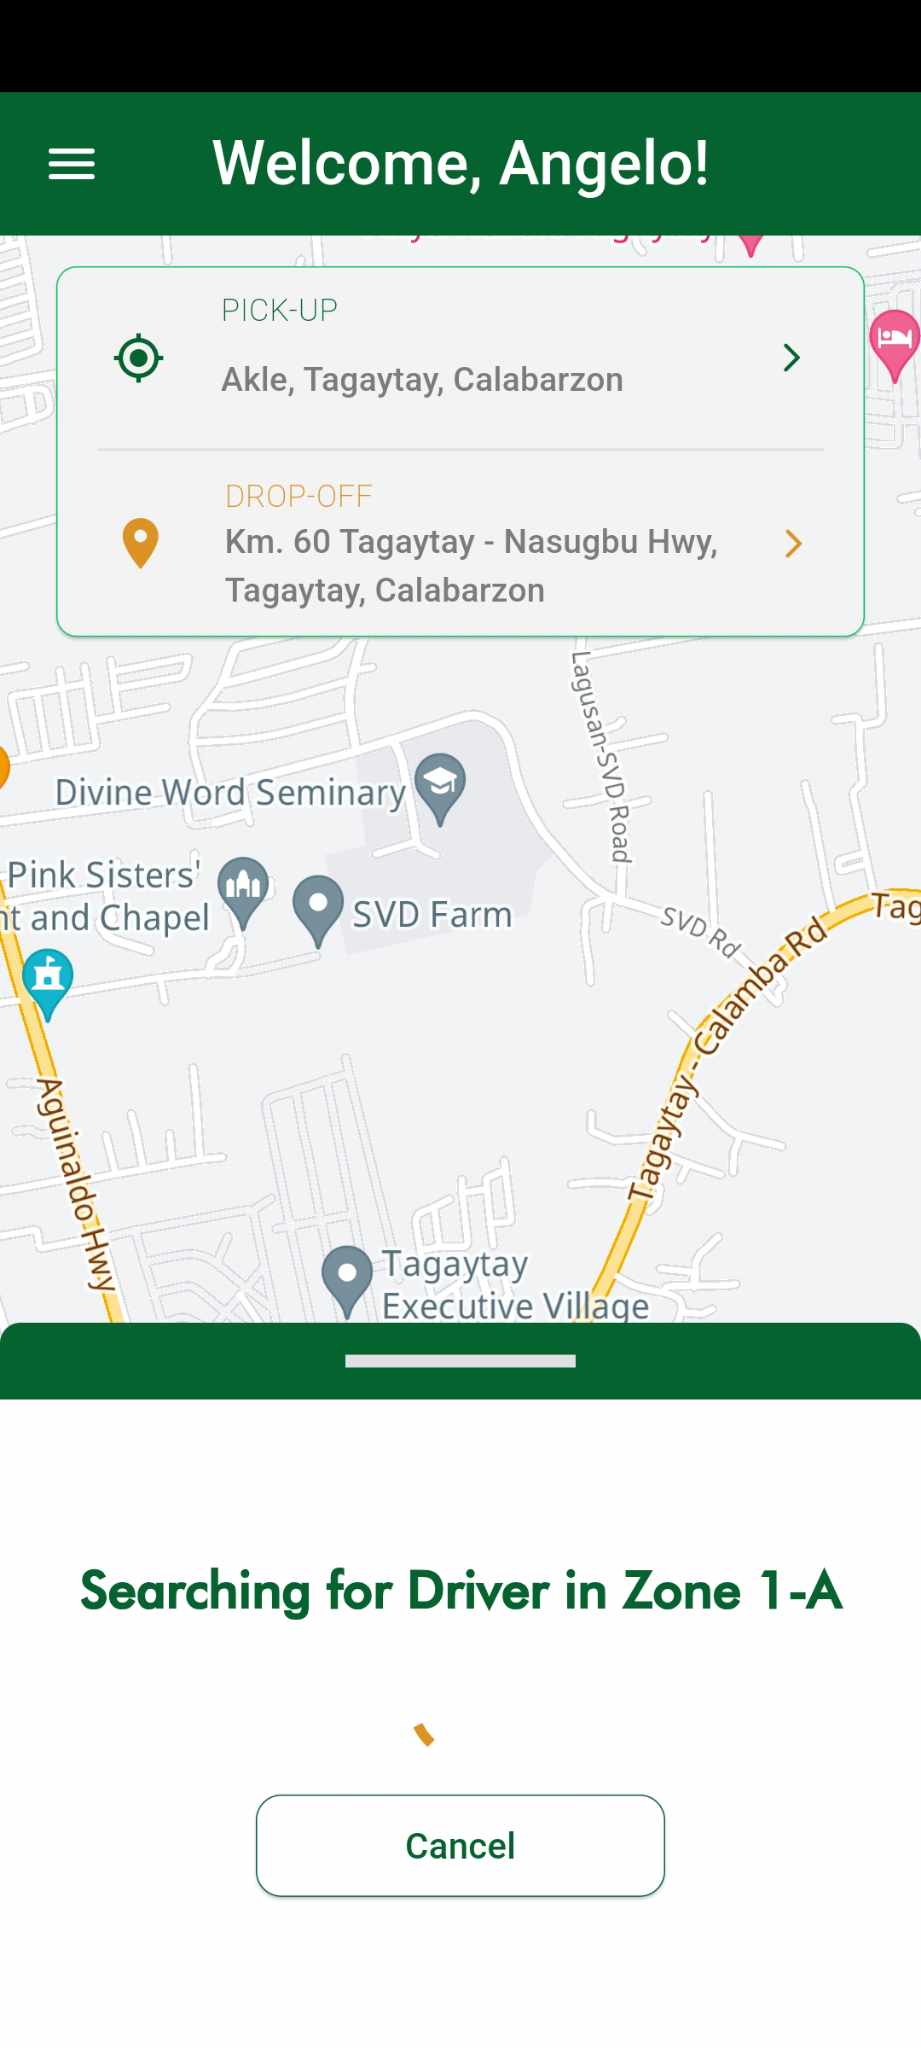 Welcome, Angelo!
PICK-UP
Akle, Tagaytay, Calabarzon
DROP-OFF
Km. 60 Tagaytay - Nasugbu Hwy,
Tagaytay, Calabarzon
Lagusan-SVD Road
Divine Word Seminary
Pink Sisters'
nt and Chapel
SVD Farm
SVD Rd
Tag
Tagaytay - Calamba Rd
Aguinaldo Hwy
Tagaytay
Executive Village
Searching for Driver in Zone 1-A
Cancel